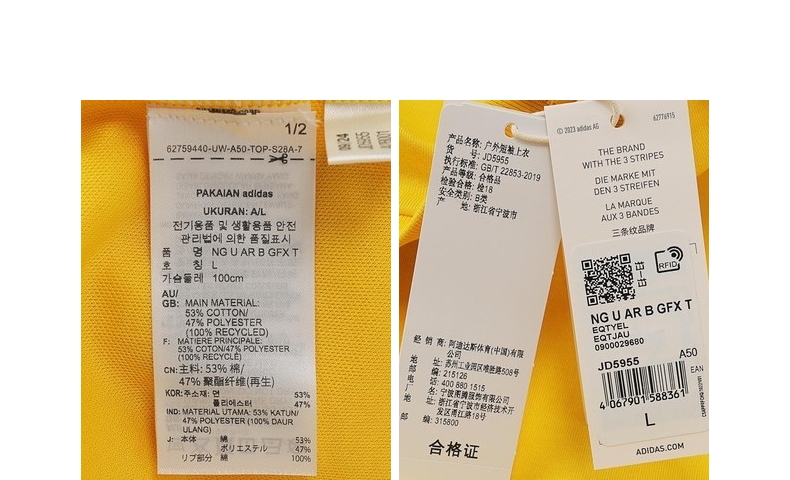 1/2
62759440-UW-A50-TOP-S28A-7
PAKAIAN adidas
UKURAN: A/L
전기용품 및 생활용품 안전
관리법에 의한 품질표시
품 명 NG U AR B GFX T
호 칭 L
가슴둘레 100cm
AU/
GB: MAIN MATERIAL:
53% COTTON/
47% POLYESTER
(100% RECYCLED)
F: MATIÈRE PRINCIPALE:
53% COTON/47% POLYESTER
(100% RECYCLÉ)
CN: 主料: 53% 棉/
47% 聚酯纤维(再生)
KOR: 주소재: 면 53%
폴리에스터 47%
IND: MATERIAL UTAMA: 53% KATUN/
47% POLYESTER (100% DAUR
ULANG)
J: 本体 綿 53%
ポリエステル 47%
リブ部分 綿 100%
09/24
JD5955
产品名称: 户外短袖上衣
货 号: JD5955
执行标准: GB/T 22853-2019
产品等级: 合格品
检验合格: 检18
安全类别: B类
产 地: 浙江省宁波市
经 销 商: 阿迪达斯体育(中国)有限
公司
地 址: 苏州工业园区唯胜路508号
邮 编: 215126
电 话: 400 880 1515
厂 名: 宁波图腾服饰有限公司
地 址: 浙江省宁波市经济技术开
发区甬江路18号
邮 编: 315800
合格证
© 2023 adidas AG
62776915
THE BRAND
WITH THE 3 STRIPES
DIE MARKE MIT
DEN 3 STREIFEN
LA MARQUE
AUX 3 BANDES
三条纹品牌
RFID
NG U AR B GFX T
EQTYEL
EQTJAU
0900029680
JD5955 A50
EAN
4 067901 588361
L
ADIDAS.COM